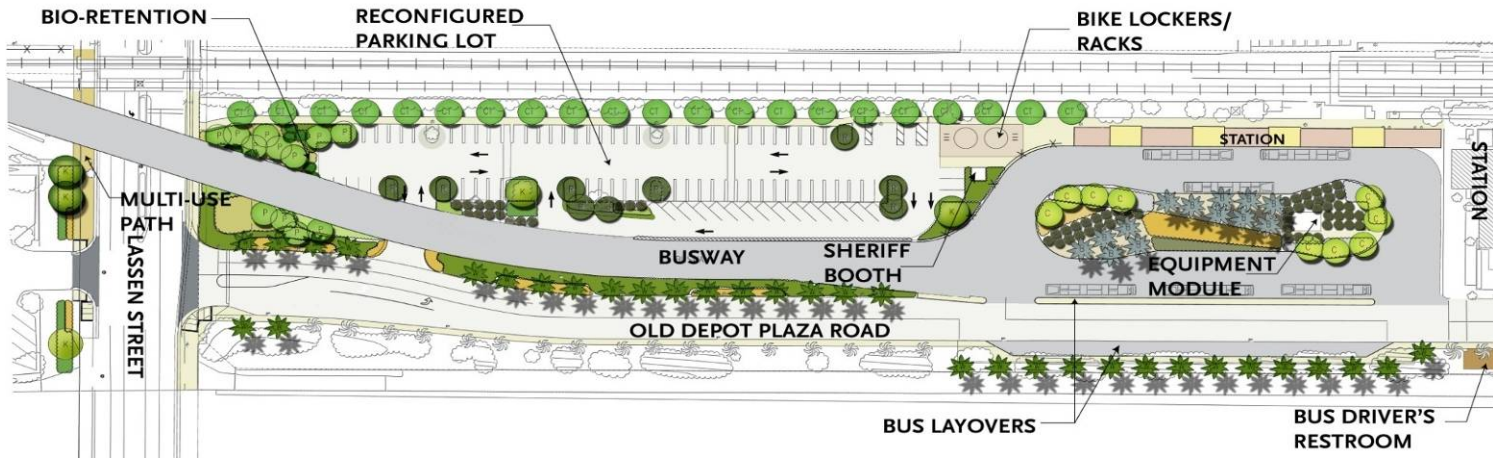 BIO-RETENTION
RECONFIGURED
PARKING LOT
BIKE LOCKERS/
RACKS
STATION
STATION
MULTI-USE
PATH
LASSEN STREET
BUSWAY
SHERIFF
BOOTH
EQUIPMENT
MODULE
OLD DEPOT PLAZA ROAD
BUS LAYOVERS
BUS DRIVER'S
RESTROOM